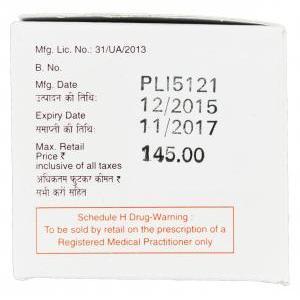 Mfg. Lic. No.: 31/UA/2013
B. No.
Mfg. Date PLI5121
उत्पादन की तिथि: 12/2015
Expiry Date 11/2017
समाप्ती की तिथि:
Max. Retail
Price ₹ 145.00
inclusive of all taxes
अधिकतम फुटकर कीमत ₹
सभी करों सहित
Schedule H Drug-Warning :
To be sold by retail on the prescription of a
Registered Medical Practitioner only